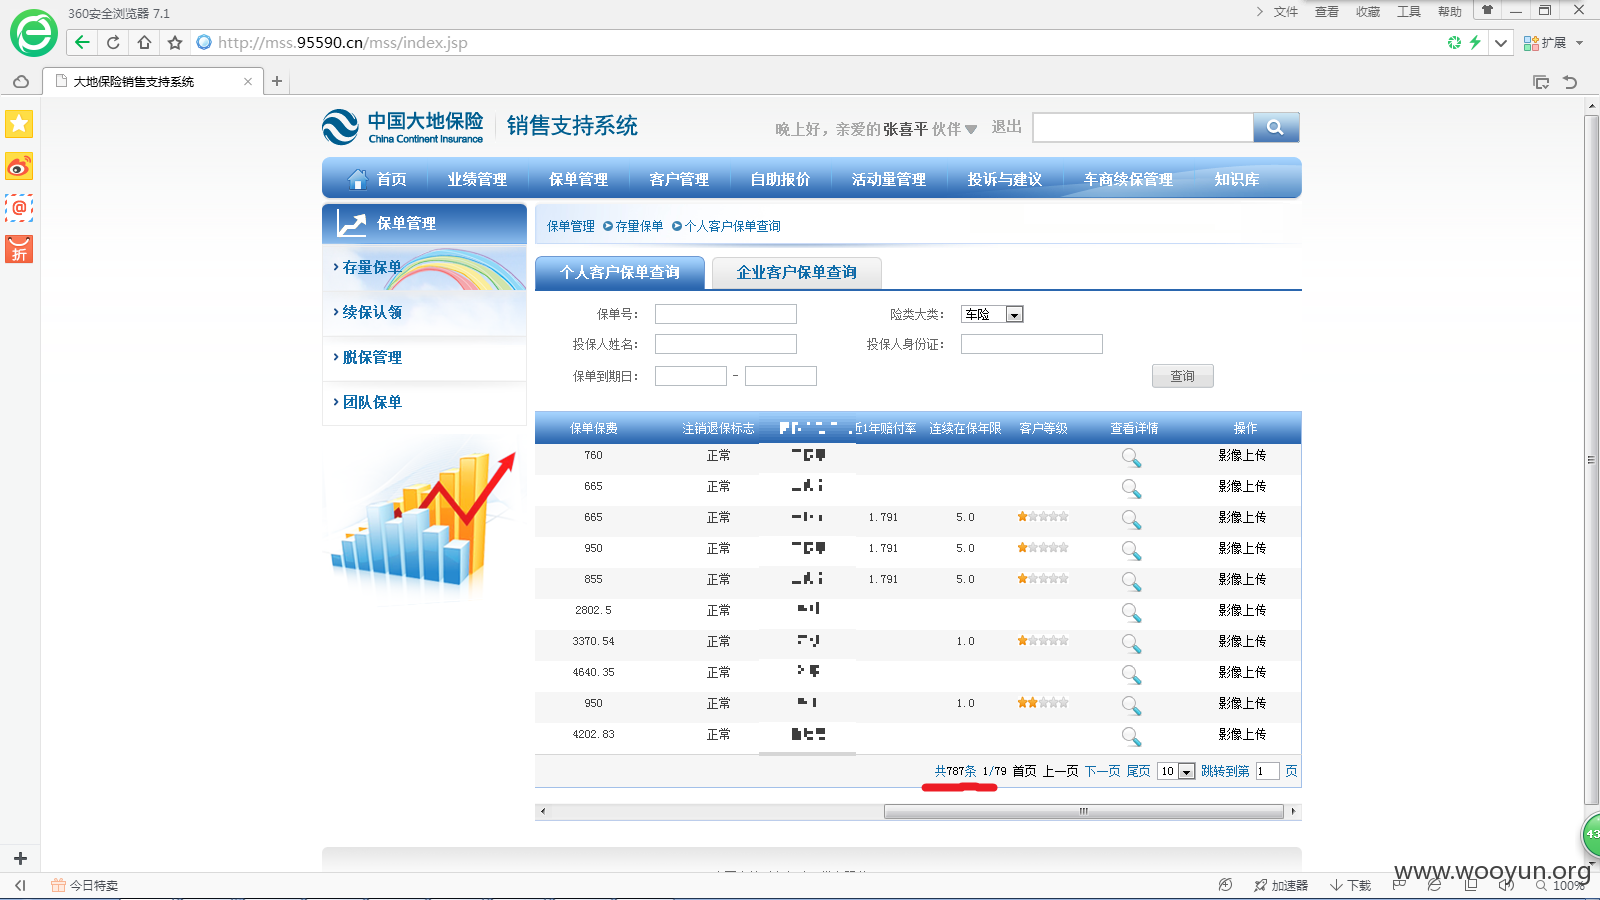 360安全浏览器 7.1
文件 查看 收藏 工具 帮助
http://mss.95590.cn/mss/index.jsp
扩展
大地保险销售支持系统
中国大地保险
China Continent Insurance
销售支持系统
晚上好，亲爱的张喜平伙伴 退出
首页 业绩管理 保单管理 客户管理 自助报价 活动量管理 投诉与建议 车商续保管理 知识库
保单管理
存量保单
续保认领
脱保管理
团队保单
保单管理 存量保单 个人客户保单查询
个人客户保单查询 企业客户保单查询
保单号： 险类大类： 车险
投保人姓名： 投保人身份证：
保单到期日： - 查询
保单保费 注销退保标志 近1年赔付率 连续在保年限 客户等级 查看详情 操作
760 正常 影像上传
665 正常 影像上传
665 正常 1.791 5.0 影像上传
950 正常 1.791 5.0 影像上传
855 正常 1.791 5.0 影像上传
2802.5 正常 影像上传
3370.54 正常 1.0 影像上传
4640.35 正常 影像上传
950 正常 1.0 影像上传
4202.83 正常 影像上传
共787条 1/79 首页 上一页 下一页 尾页 10 跳转到第 1 页
折
43
www.wooyun.org
今日特卖
加速器 下载 100%